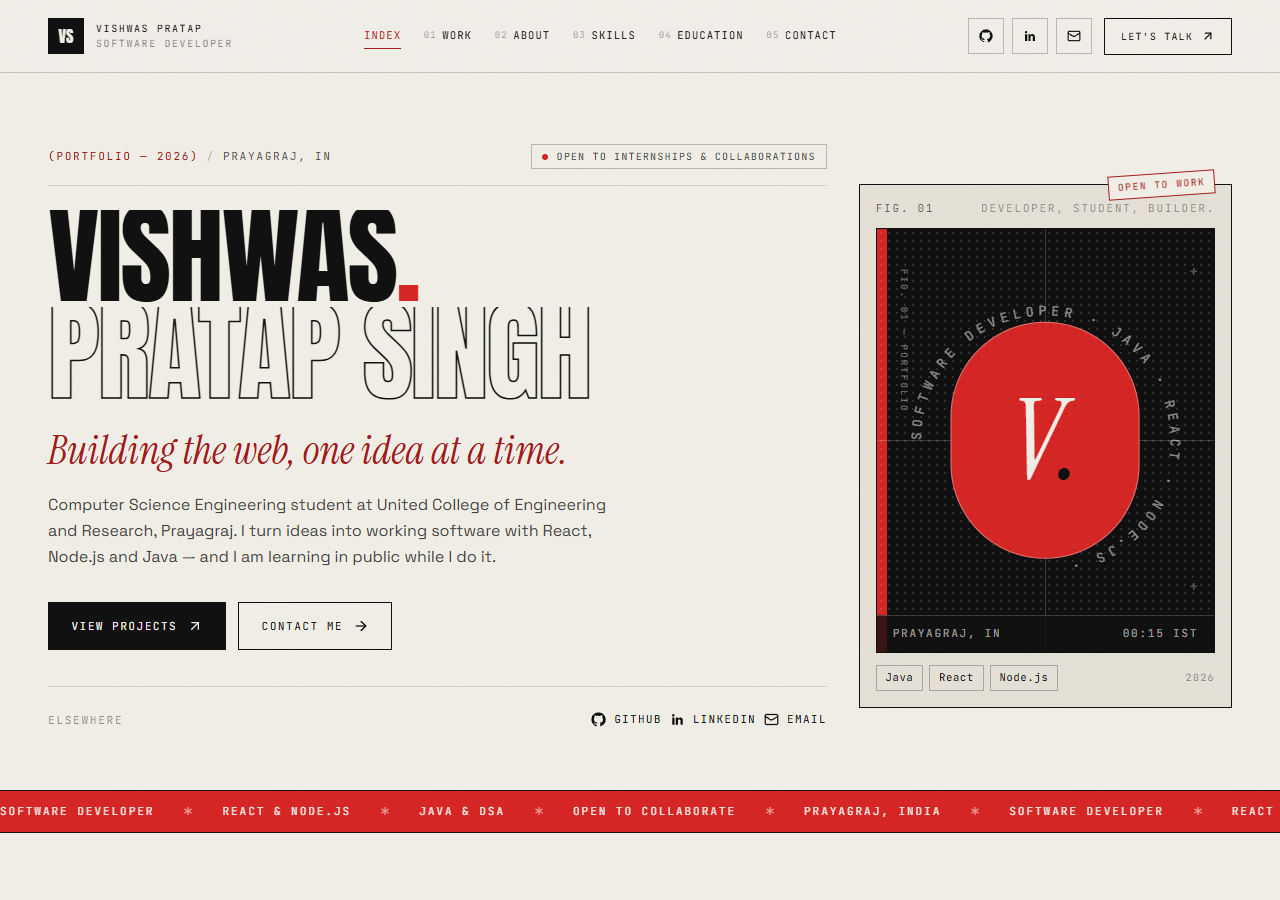 VS
VISHWAS PRATAP
SOFTWARE DEVELOPER
INDEX 01 WORK 02 ABOUT 03 SKILLS 04 EDUCATION 05 CONTACT
in
LET'S TALK
(PORTFOLIO — 2026) / PRAYAGRAJ, IN
OPEN TO INTERNSHIPS & COLLABORATIONS
VISHWAS.
PRATAP SINGH
Building the web, one idea at a time.
Computer Science Engineering student at United College of Engineering
and Research, Prayagraj. I turn ideas into working software with React,
Node.js and Java — and I am learning in public while I do it.
VIEW PROJECTS
CONTACT ME
ELSEWHERE
GITHUB in LINKEDIN EMAIL
OPEN TO WORK
FIG. 01 DEVELOPER, STUDENT, BUILDER.
FIG. 01 — PORTFOLIO
SOFTWARE DEVELOPER · JAVA · REACT · NODE.JS ·
V.
PRAYAGRAJ, IN 00:15 IST
Java React Node.js 2026
SOFTWARE DEVELOPER * REACT & NODE.JS * JAVA & DSA * OPEN TO COLLABORATE * PRAYAGRAJ, INDIA * SOFTWARE DEVELOPER * REACT